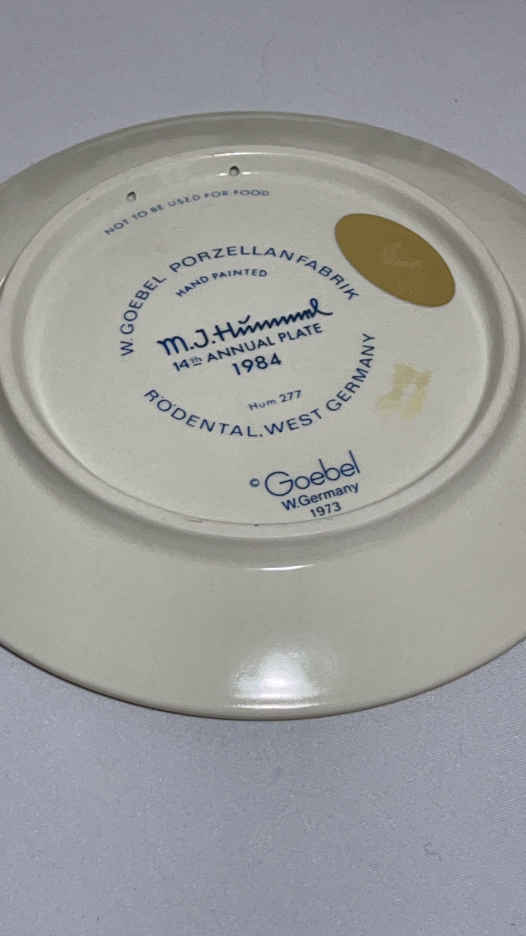 NOT TO BE USED FOR FOOD
W. GOEBEL PORZELLANFABRIK
HAND PAINTED
M.J.Hummel
14th ANNUAL PLATE
1984
Hum 277
RÖDENTAL, WEST GERMANY
© Goebel
W.Germany
1973